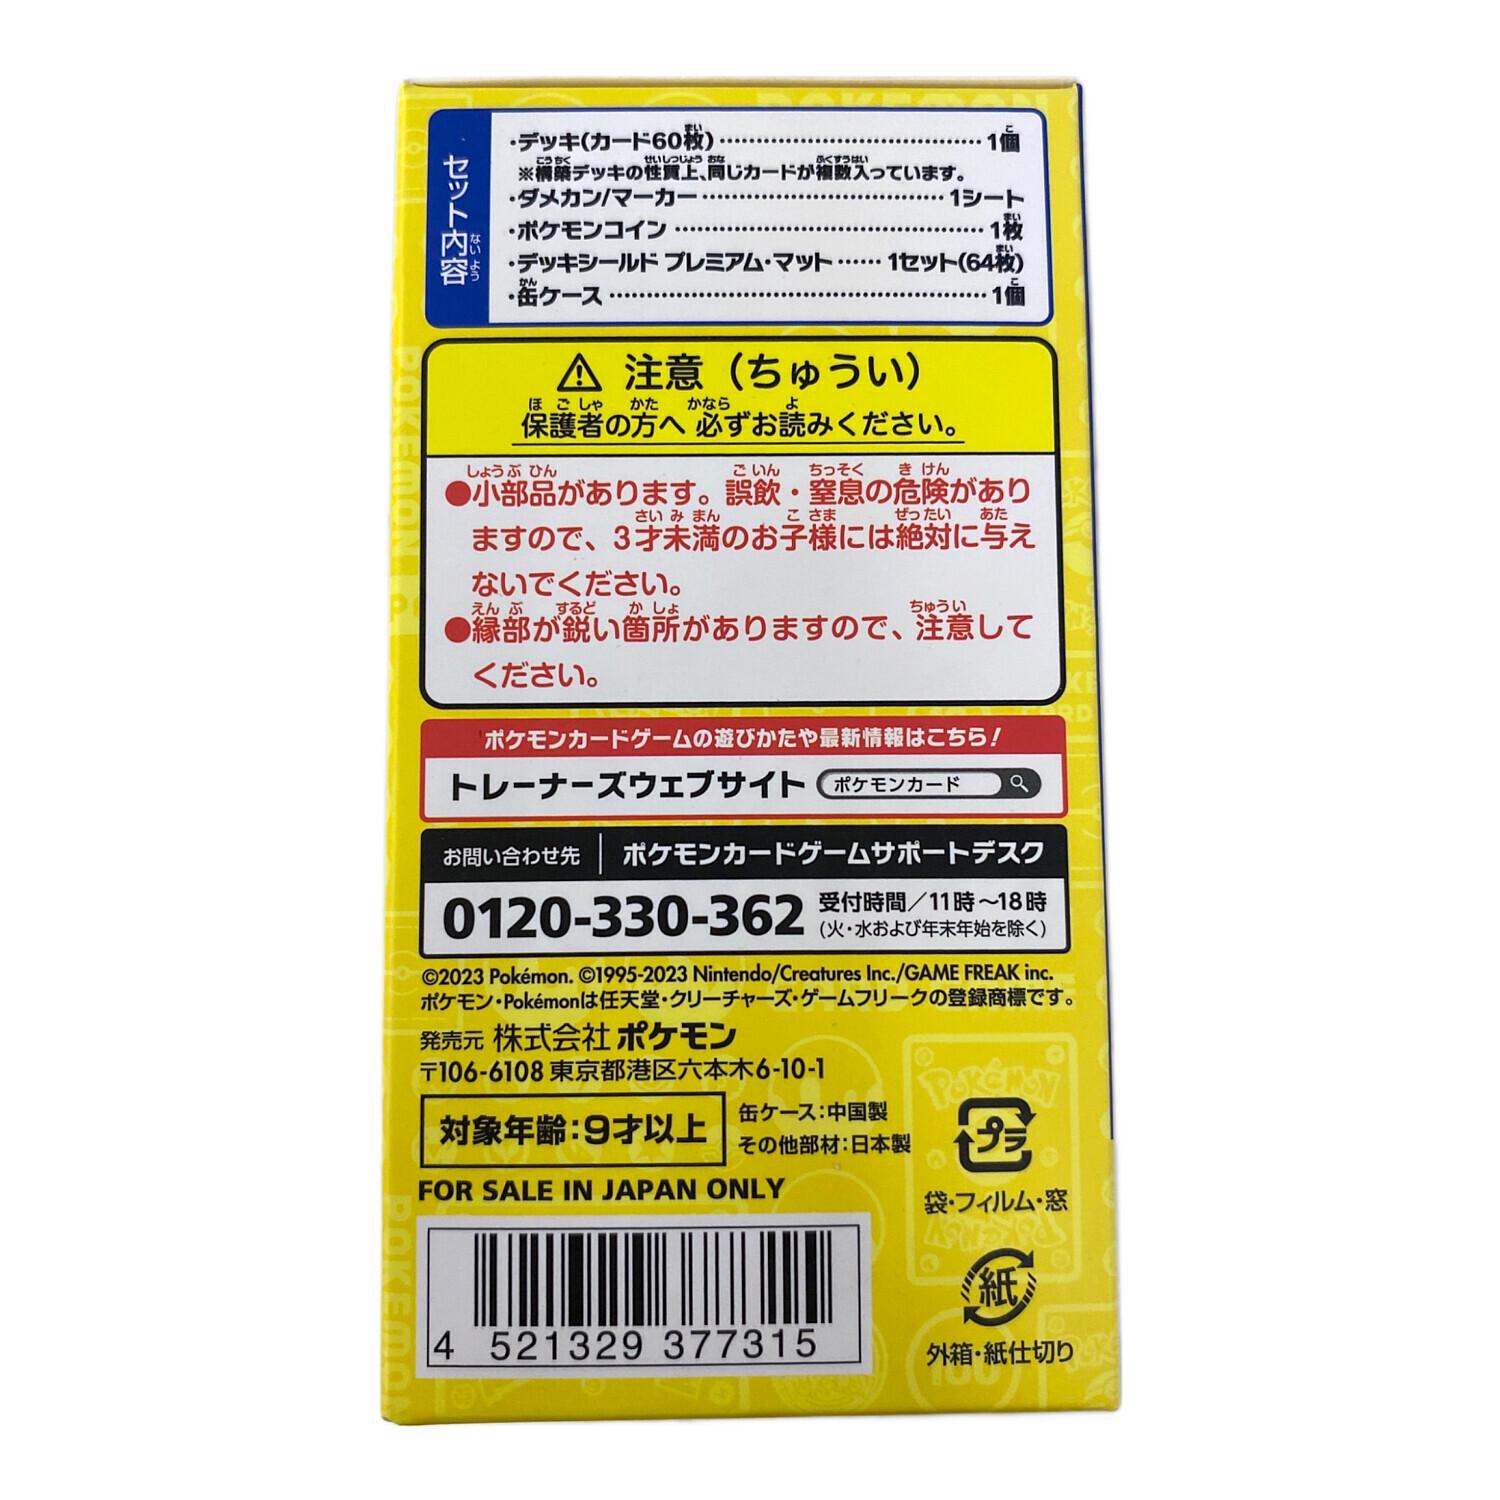 セット内容
・デッキ(カード60枚)……………………………1個
※構築デッキの性質上、同じカードが複数入っています。
・ダメカン/マーカー……………………………1シート
・ポケモンコイン……………………………1枚
・デッキシールド プレミアム・マット……1セット(64枚)
・缶ケース……………………………1個
⚠ 注意（ちゅうい）
保護者の方へ 必ずお読みください。
●小部品があります。誤飲・窒息の危険があり
ますので、3才未満のお子様には絶対に与え
ないでください。
●縁部が鋭い箇所がありますので、注意して
ください。
ポケモンカードゲームの遊びかたや最新情報はこちら!
トレーナーズウェブサイト ポケモンカード
お問い合わせ先 ポケモンカードゲームサポートデスク
0120-330-362 受付時間／11時～18時
(火・水および年末年始を除く)
©2023 Pokémon. ©1995-2023 Nintendo/Creatures Inc./GAME FREAK inc.
ポケモン・Pokémonは任天堂・クリーチャーズ・ゲームフリークの登録商標です。
発売元 株式会社 ポケモン
〒106-6108 東京都港区六本木6-10-1
対象年齢:9才以上
缶ケース:中国製
その他部材:日本製
プラ
袋・フィルム・窓
FOR SALE IN JAPAN ONLY
4 521329 377315
紙
外箱・紙仕切り